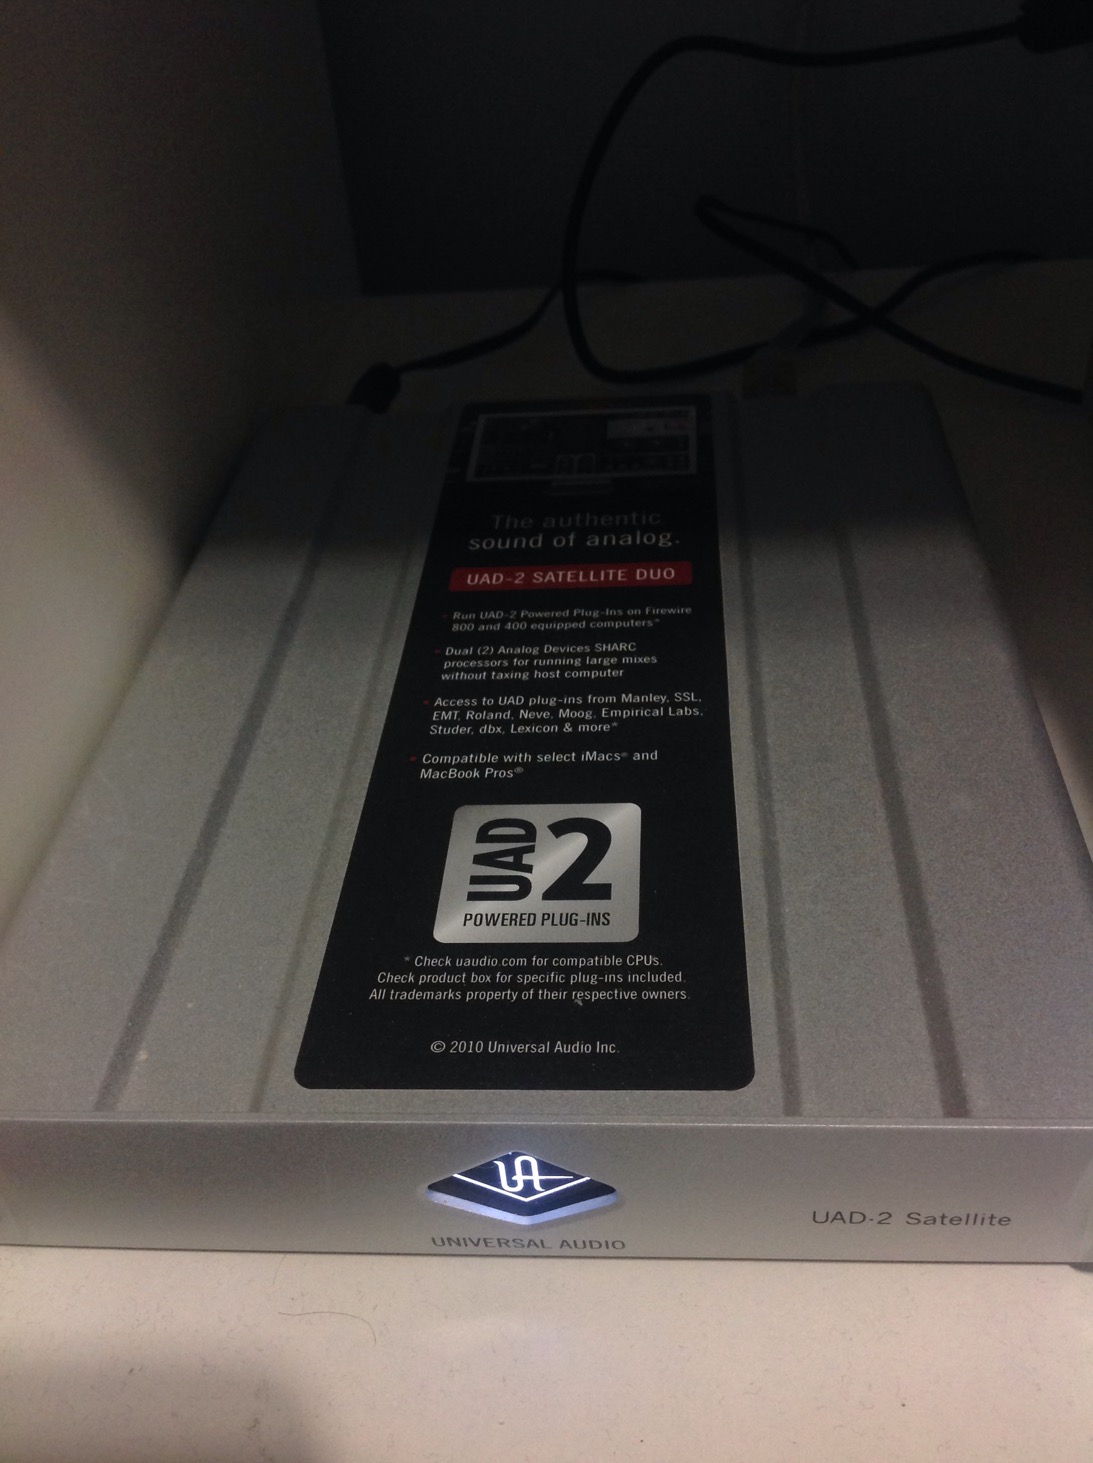 The authentic
sound of analog.
UAD-2 SATELLITE DUO
Run UAD-2 Powered Plug-Ins on Firewire
800 and 400 equipped computers*
Dual (2) Analog Devices SHARC
processors for running large mixes
without taxing host computer
Access to UAD plug-ins from Manley, SSL,
EMT, Roland, Neve, Moog, Empirical Labs,
Studer, dbx, Lexicon & more*
Compatible with select iMacs® and
MacBook Pros®
UAD 2
POWERED PLUG-INS
* Check uaudio.com for compatible CPUs.
Check product box for specific plug-ins included.
All trademarks property of their respective owners.
© 2010 Universal Audio Inc.
UA
UNIVERSAL AUDIO
UAD-2 Satellite